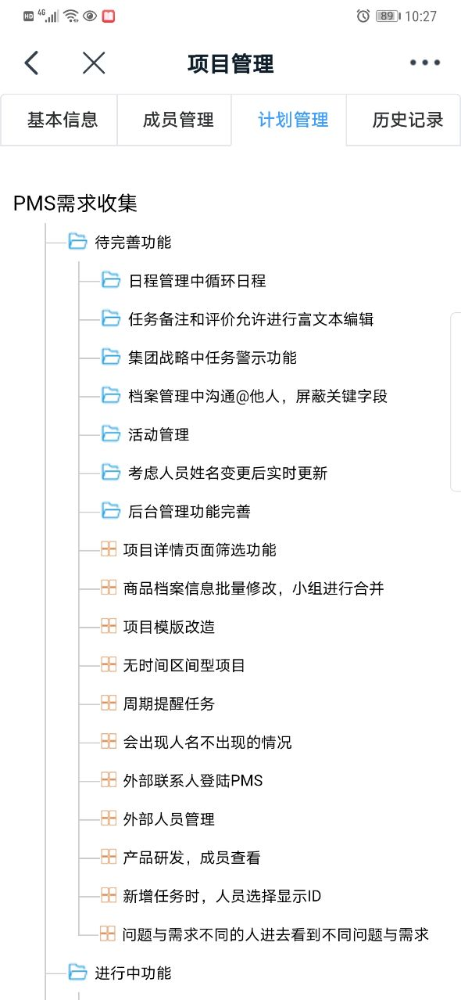 HD 4G 89 10:27
项目管理
基本信息 成员管理 计划管理 历史记录
PMS需求收集
待完善功能
日程管理中循环日程
任务备注和评价允许进行富文本编辑
集团战略中任务警示功能
档案管理中沟通@他人，屏蔽关键字段
活动管理
考虑人员姓名变更后实时更新
后台管理功能完善
项目详情页面筛选功能
商品档案信息批量修改，小组进行合并
项目模版改造
无时间区间型项目
周期提醒任务
会出现人名不出现的情况
外部联系人登陆PMS
外部人员管理
产品研发，成员查看
新增任务时，人员选择显示ID
问题与需求不同的人进去看到不同问题与需求
进行中功能